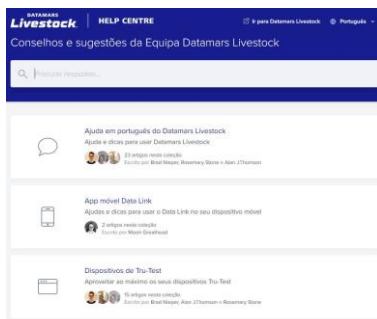 DATAMARS
Livestock
HELP CENTRE
Ir para Datamars Livestock
Português
Conselhos e sugestões da Equipa Datamars Livestock
Procurar respostas...
Ajuda em português do Datamars Livestock
Ajuda e dicas para usar Datamars Livestock
23 artigos nesta coleção
Escrito por Brad Nieper, Rosemary Stone e Alan J Thomson
App móvel Data Link
Ajudas e dicas para usar o Data Link no seu dispositivo móvel
2 artigos nesta coleção
Escrito por Moon Greathead
Dispositivos de Tru-Test
Aproveitar ao máximo os seus dispositivos Tru-Test
15 artigos nesta coleção
Escrito por Brad Nieper, Alan J Thomson e Rosemary Stone